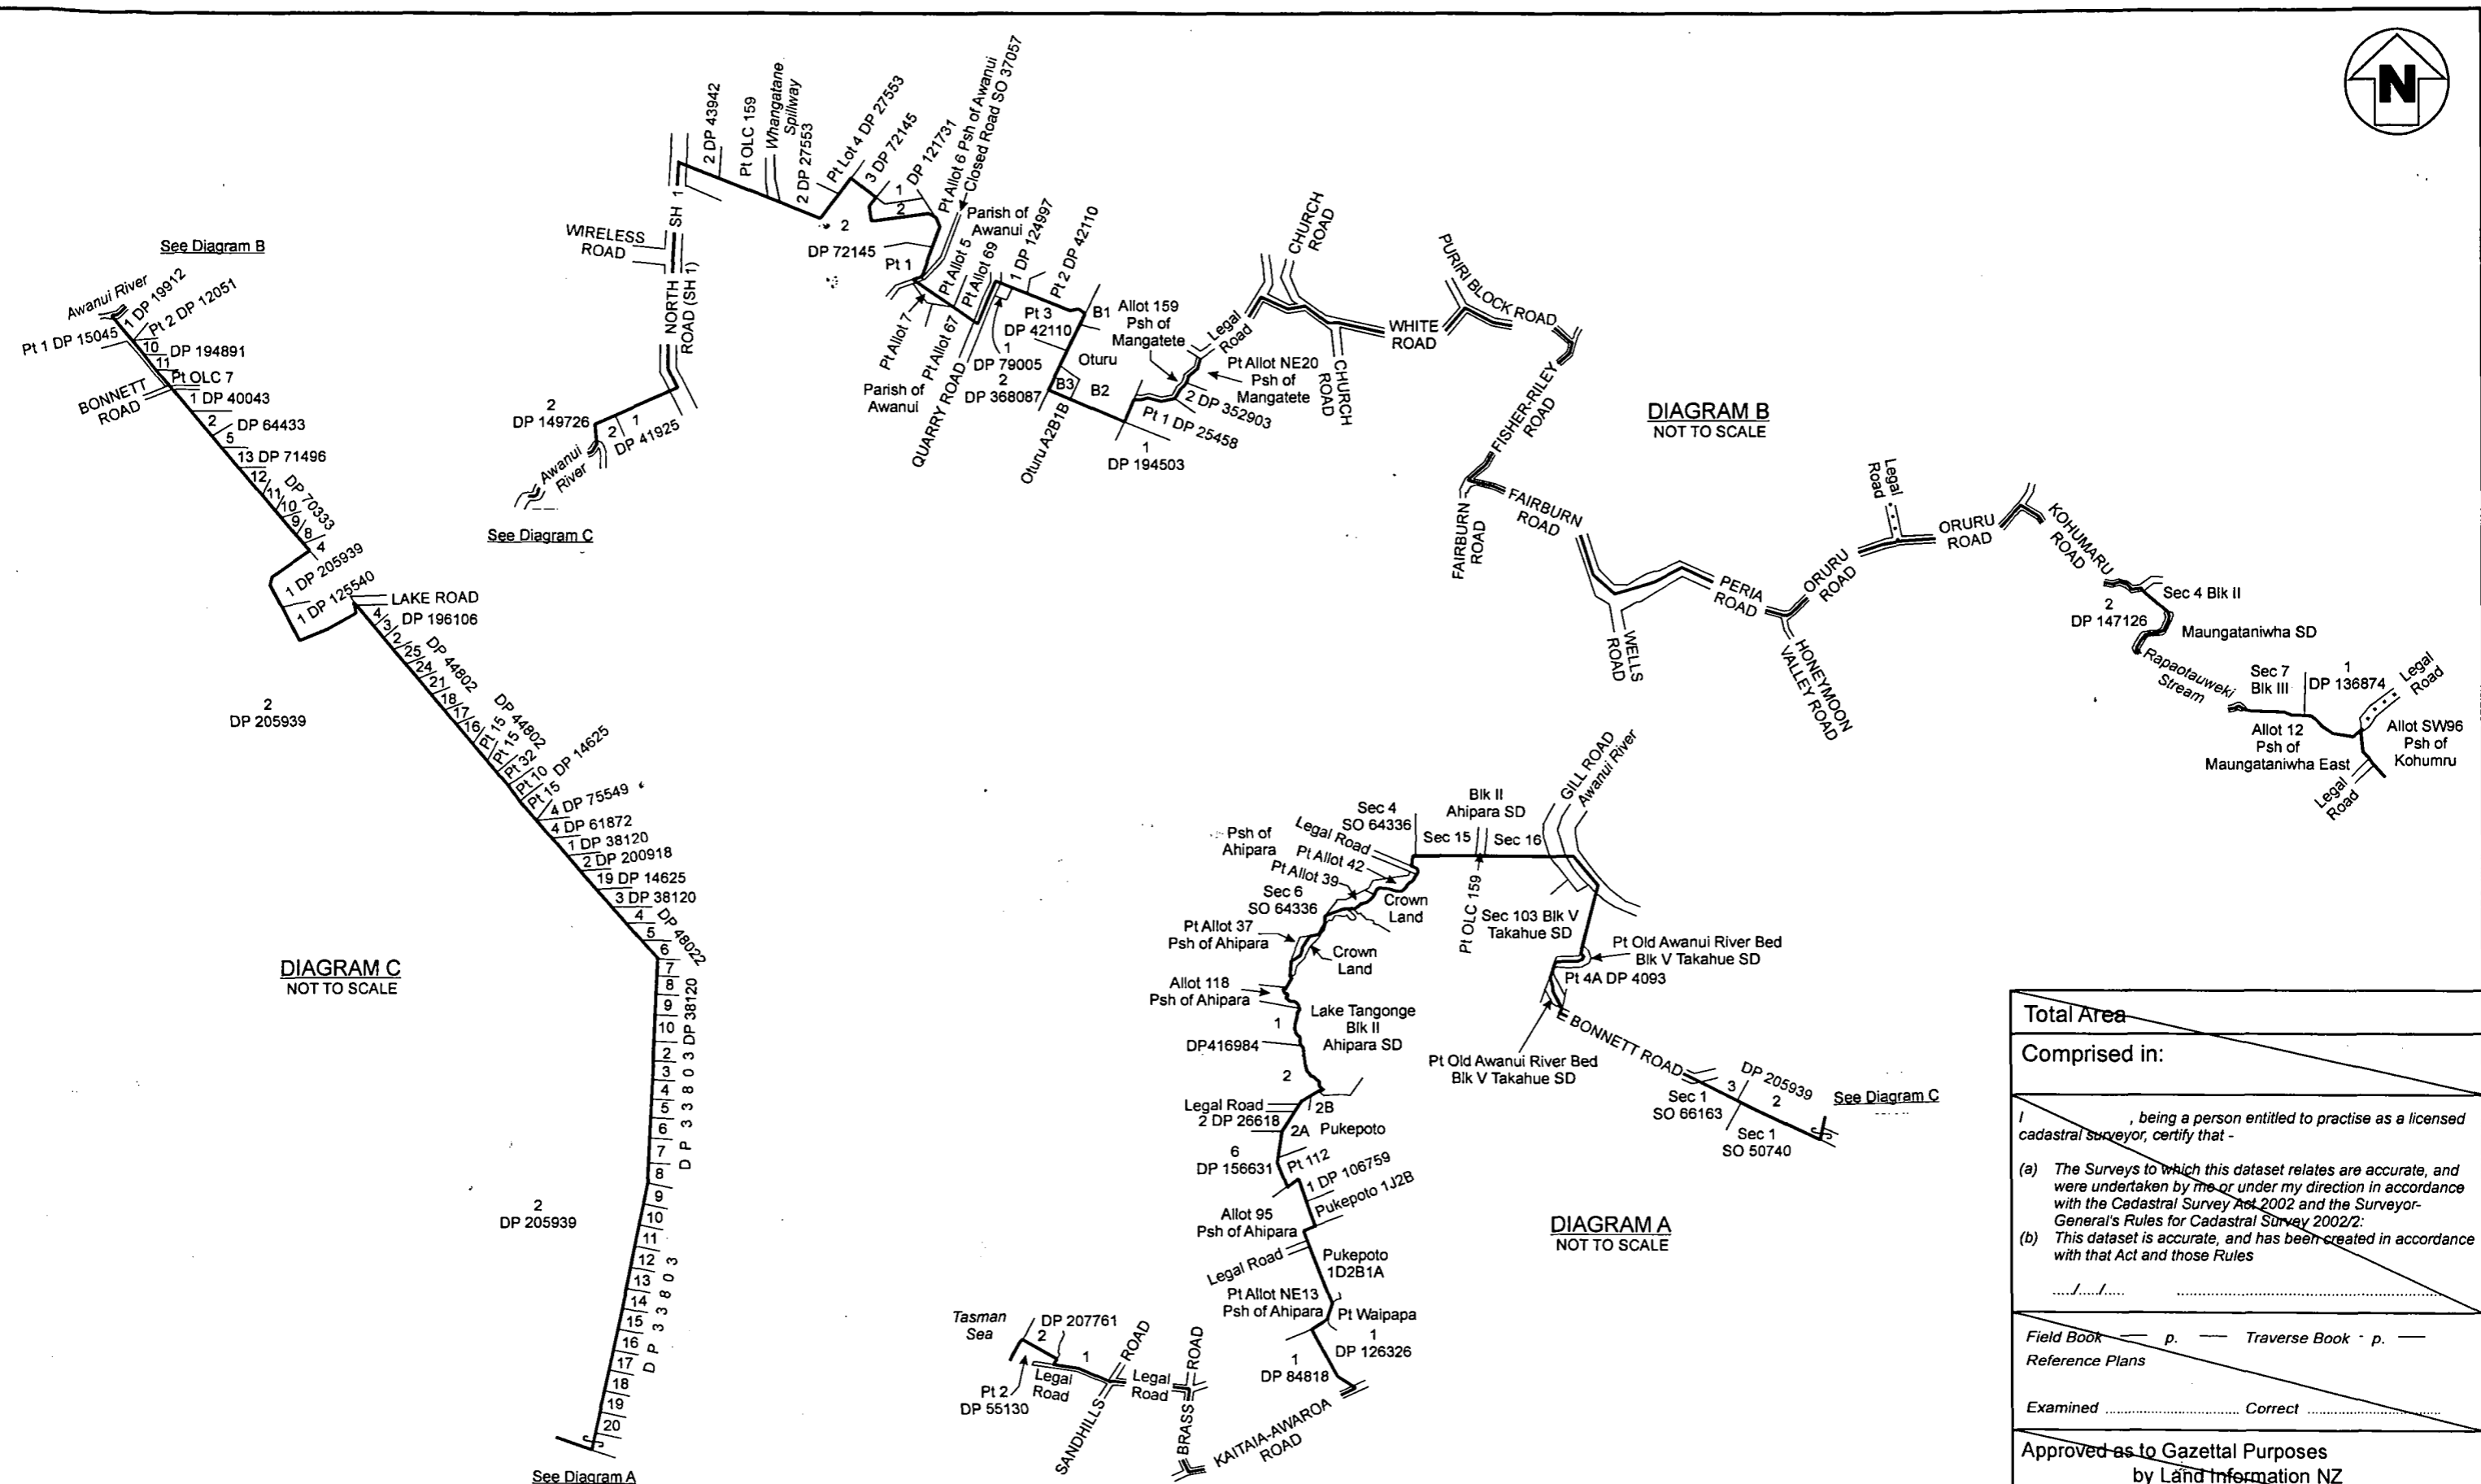 N
See Diagram B
Awanui River
1 DP 19912
Pt 2 DP 12051
Pt 1 DP 15045
10
DP 194891
11
Pt OLC 7
BONNETT
ROAD
1 DP 40043
2
DP 64433
5
13 DP 71496
12
11
10
DP 70333
9
8
4
1 DP 205939
1 DP 125540
LAKE ROAD
4
3
DP 196106
2
25
24
DP 44802
21
18
17
16
Pt 15
DP 44802
Pt 15
Pt 32
Pt 10
DP 14625
Pt 15
4 DP 75549
4 DP 61872
1 DP 38120
2 DP 200918
19 DP 14625
3 DP 38120
4
DP 48022
5
6
7
8
9
10
DP 38120
2
3
4
5
6
7
8
DP 33803
9
10
11
12
13
14
15
16
17
18
19
20
DP 33803
2
DP 205939
DIAGRAM C
NOT TO SCALE
2
DP 205939
See Diagram A
WIRELESS
ROAD
SH 1
NORTH
ROAD (SH 1)
2
DP 149726
2
1
DP 41925
Awanui
River
See Diagram C
2 DP 43942
Pt OLC 159
Whangatane
Spillway
2 DP 27553
Pt Lot 4 DP 27553
3 DP 72145
1
DP 121731
2
Pt Allot 6 Psh of Awanui
Closed Road SO 37057
2
DP 72145
Pt 1
Parish of
Awanui
Pt Allot 5
Pt Allot 69
1 DP 124997
Pt 2 DP 42110
Pt Allot 7
Pt Allot 67
Parish of
Awanui
QUARRY ROAD
Pt 3
DP 42110
1
DP 79005
2
DP 368087
Oturu
B1
B3
B2
Oturu A2B1B
Allot 159
Psh of
Mangatete
Legal
Road
Pt Allot NE20
Psh of
Mangatete
2 DP 352903
Pt 1 DP 25458
1
DP 194503
CHURCH
ROAD
CHURCH
ROAD
WHITE
ROAD
PURIRI BLOCK ROAD
FISHER-RILEY
ROAD
DIAGRAM B
NOT TO SCALE
FAIRBURN
ROAD
FAIRBURN
ROAD
WELLS
ROAD
PERIA
ROAD
HONEYMOON
VALLEY ROAD
ORURU
ROAD
Legal
Road
ORURU
ROAD
KOHUMARU
ROAD
Sec 4 Blk II
2
DP 147126
Maungataniwha SD
Rapaotauweki
Stream
Sec 7
Blk III
1
DP 136874
Legal
Road
Allot 12
Psh of
Maungataniwha East
Allot SW96
Psh of
Kohumru
Legal
Road
GILL ROAD
Awanui River
Sec 4
SO 64336
Blk II
Ahipara SD
Sec 15
Sec 16
Psh of
Ahipara
Legal Road
Pt Allot 42
Pt Allot 39
Sec 6
SO 64336
Crown
Land
Pt OLC 159
Sec 103 Blk V
Takahue SD
Pt Allot 37
Psh of Ahipara
Crown
Land
Pt Old Awanui River Bed
Blk V Takahue SD
Pt 4A DP 4093
Allot 118
Psh of Ahipara
Lake Tangonge
Blk II
Ahipara SD
1
DP416984
2
Pt Old Awanui River Bed
Blk V Takahue SD
BONNETT ROAD
3
DP 205939
2
Sec 1
SO 66163
Sec 1
SO 50740
See Diagram C
Legal Road
2 DP 26618
2B
2A
Pukepoto
6
DP 156631
Pt 112
1 DP 106759
Pukepoto 1J2B
Allot 95
Psh of Ahipara
Legal Road
Pukepoto
1D2B1A
Pt Allot NE13
Psh of Ahipara
Pt Waipapa
1
DP 126326
1
DP 84818
DIAGRAM A
NOT TO SCALE
Tasman
Sea
DP 207761
2
1
Pt 2
DP 55130
Legal
Road
SANDHILLS ROAD
Legal
Road
BRASS ROAD
KAITAIA-AWAROA
ROAD
Total Area
Comprised in:
I , being a person entitled to practise as a licensed
cadastral surveyor, certify that -
(a) The Surveys to which this dataset relates are accurate, and
were undertaken by me or under my direction in accordance
with the Cadastral Survey Act 2002 and the Surveyor-
General's Rules for Cadastral Survey 2002/2:
(b) This dataset is accurate, and has been created in accordance
with that Act and those Rules
...../...../..... ..........................................
Field Book — p. — Traverse Book - p. —
Reference Plans
Examined .......................... Correct ..........................
Approved as to Gazettal Purposes
by Land Information NZ